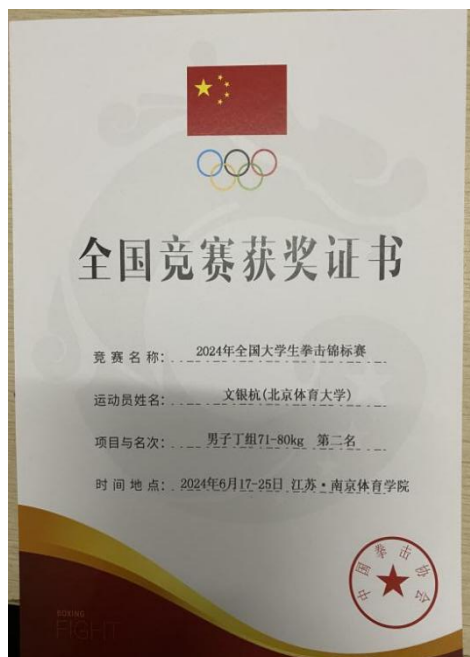 全国竞赛获奖证书
竞赛名称: 2024年全国大学生拳击锦标赛
运动员姓名: 文银杭(北京体育大学)
项目与名次: 男子丁组71-80kg 第二名
时间地点: 2024年6月17-25日 江苏·南京体育学院
中国拳击协会
BOXING
FIGHT